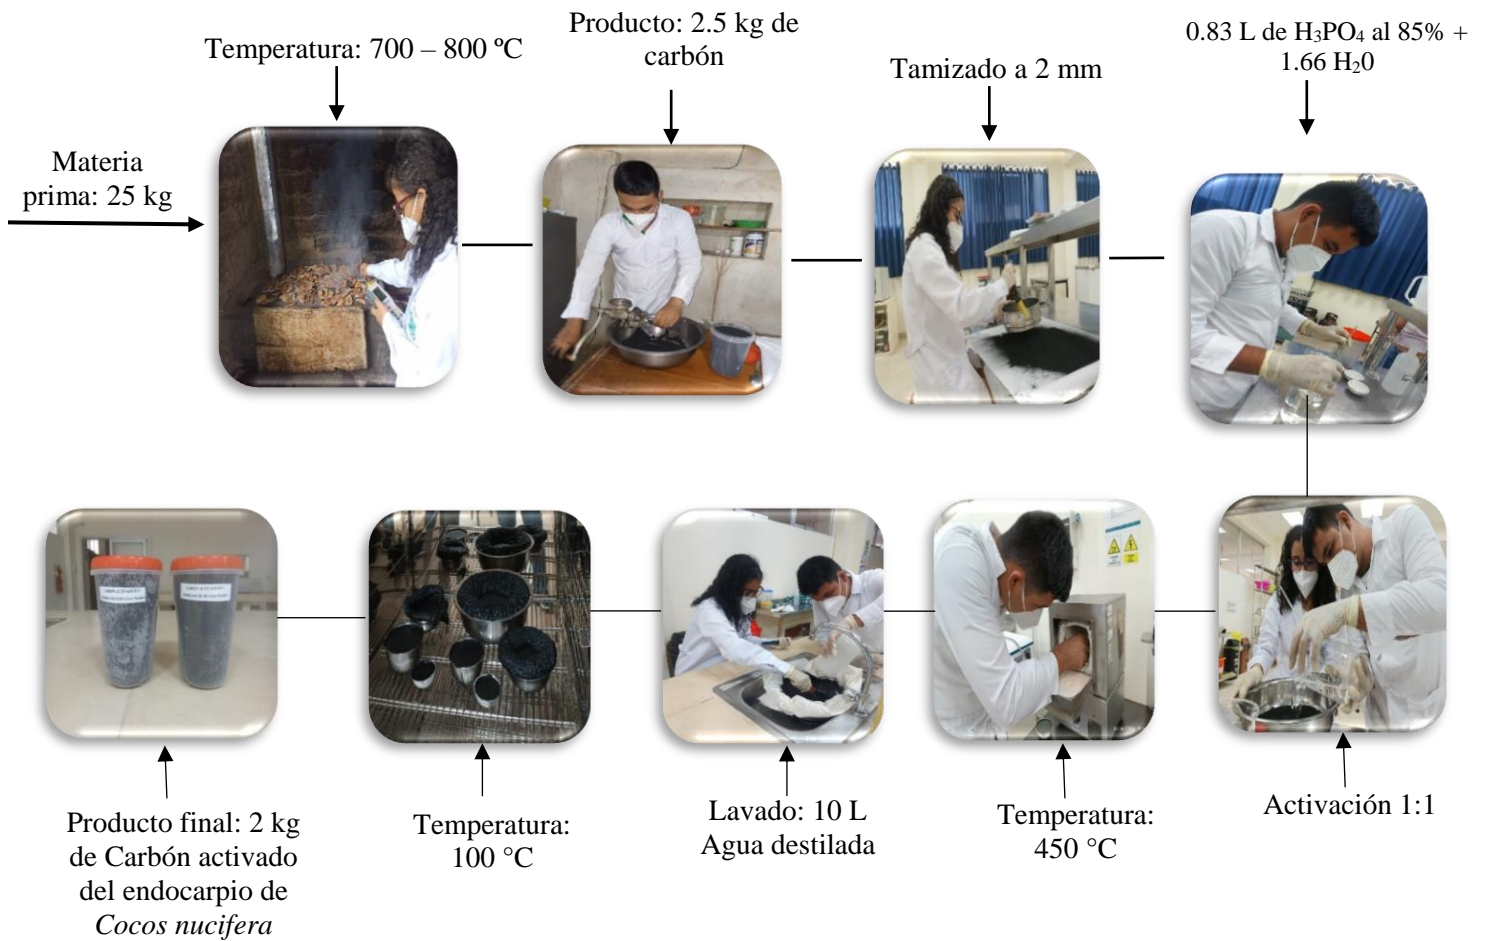 Materia
prima: 25 kg
Temperatura: 700 – 800 ºC
Producto: 2.5 kg de
carbón
Tamizado a 2 mm
0.83 L de H₃PO₄ al 85% +
1.66 H₂0
Activación 1:1
Temperatura:
450 °C
Lavado: 10 L
Agua destilada
Temperatura:
100 °C
Producto final: 2 kg
de Carbón activado
del endocarpio de
Cocos nucifera